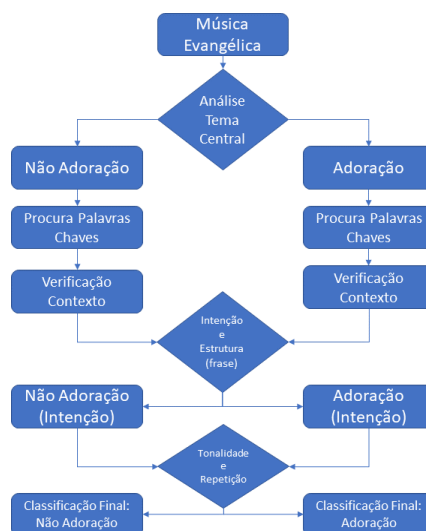 Música
Evangélica
Análise
Tema
Central
Não Adoração
Adoração
Procura Palavras
Chaves
Procura Palavras
Chaves
Verificação
Contexto
Verificação
Contexto
Intenção
e
Estrutura
(frase)
Não Adoração
(Intenção)
Adoração
(Intenção)
Tonalidade
e
Repetição
Classificação Final:
Não Adoração
Classificação Final:
Adoração